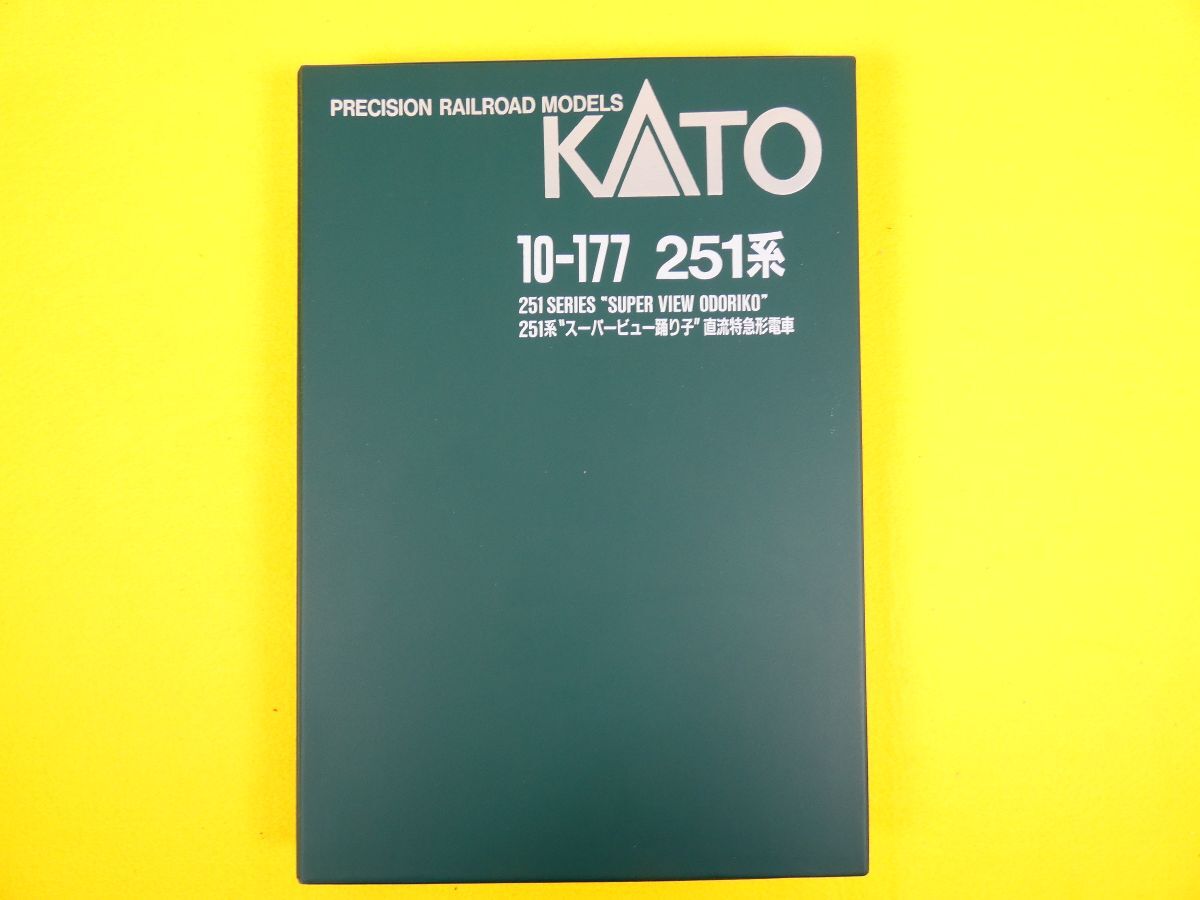 PRECISION RAILROAD MODELS
KATO
10-177 251系
251 SERIES "SUPER VIEW ODORIKO"
251系"スーパービュー踊り子"直流特急形電車